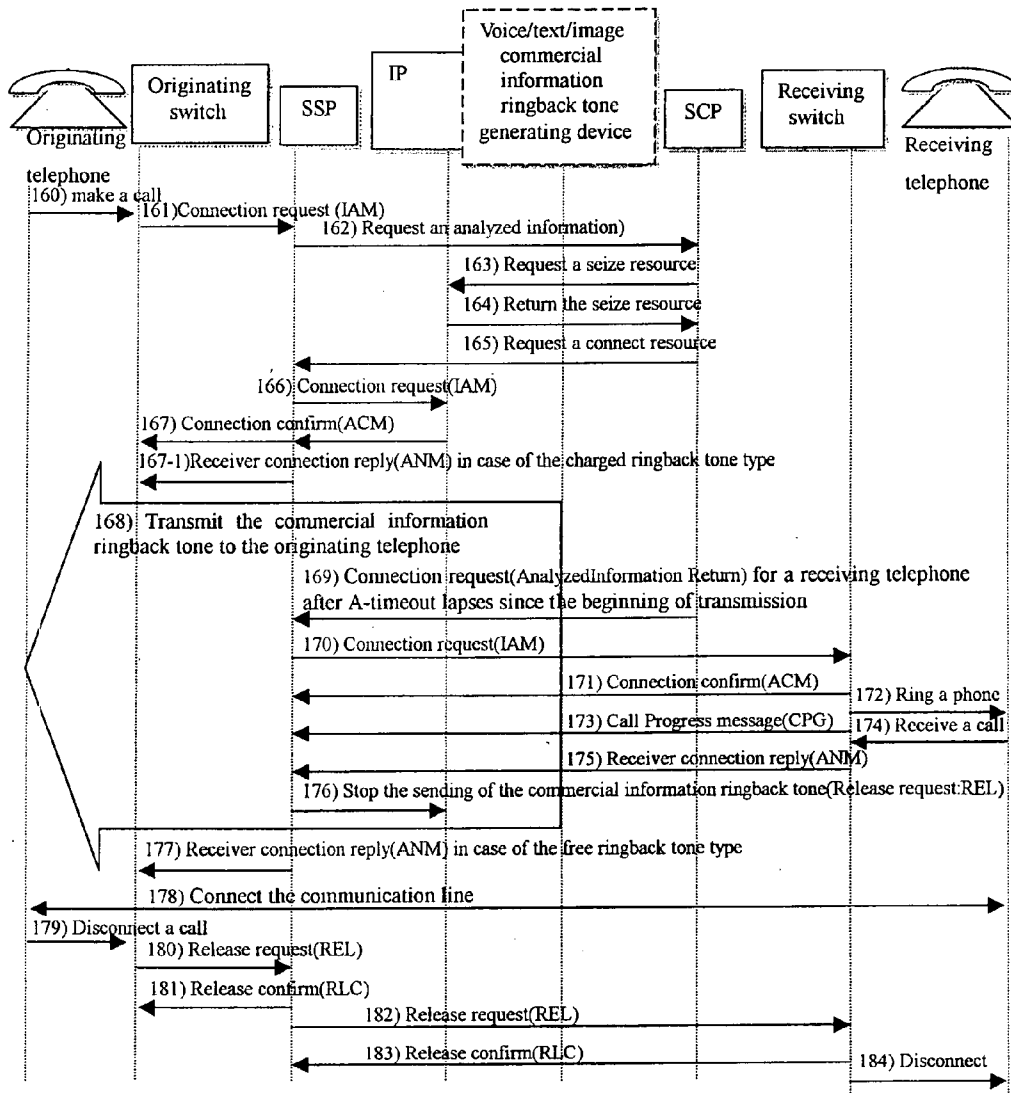 Voice/text/image
commercial
information
ringback tone
generating device
Originating
switch
SSP
IP
SCP
Receiving
switch
Originating
telephone
Receiving
telephone
160) make a call
161)Connection request (IAM)
162) Request an analyzed information)
163) Request a seize resource
164) Return the seize resource
165) Request a connect resource
166) Connection request(IAM)
167) Connection confirm(ACM)
167-1)Receiver connection reply(ANM) in case of the charged ringback tone type
168) Transmit the commercial information
ringback tone to the originating telephone
169) Connection request(AnalyzedInformation Return) for a receiving telephone
after A-timeout lapses since the beginning of transmission
170) Connection request(IAM)
171) Connection confirm(ACM)
172) Ring a phone
173) Call Progress message(CPG)
174) Receive a call
175) Receiver connection reply(ANM)
176) Stop the sending of the commercial information ringback tone(Release request:REL)
177) Receiver connection reply(ANM) in case of the free ringback tone type
178) Connect the communication line
179) Disconnect a call
180) Release request(REL)
181) Release confirm(RLC)
182) Release request(REL)
183) Release confirm(RLC)
184) Disconnect